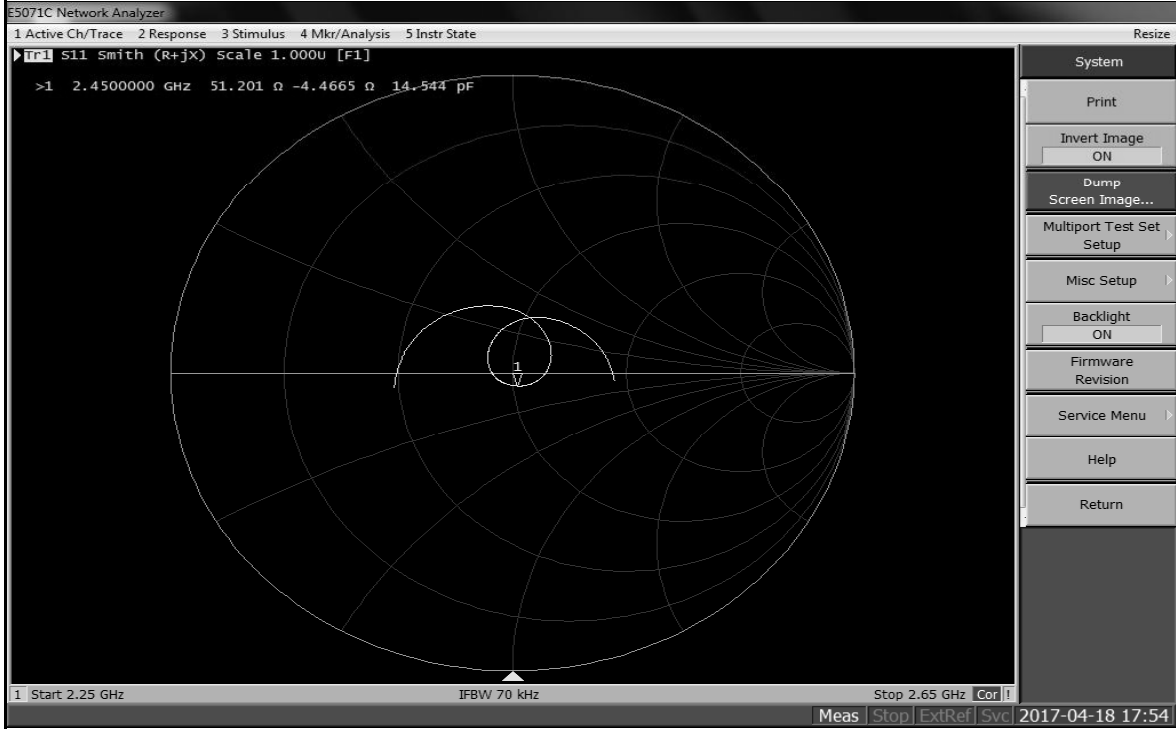 E5071C Network Analyzer
1 Active Ch/Trace 2 Response 3 Stimulus 4 Mkr/Analysis 5 Instr State Resize
Tr1 S11 Smith (R+jX) Scale 1.000U [F1]
>1 2.4500000 GHz 51.201 Ω -4.4665 Ω 14.544 pF
1
System
Print
Invert Image
ON
Dump
Screen Image...
Multiport Test Set
Setup
Misc Setup
Backlight
ON
Firmware
Revision
Service Menu
Help
Return
1 Start 2.25 GHz IFBW 70 kHz Stop 2.65 GHz Cor !
Meas Stop ExtRef Svc 2017-04-18 17:54